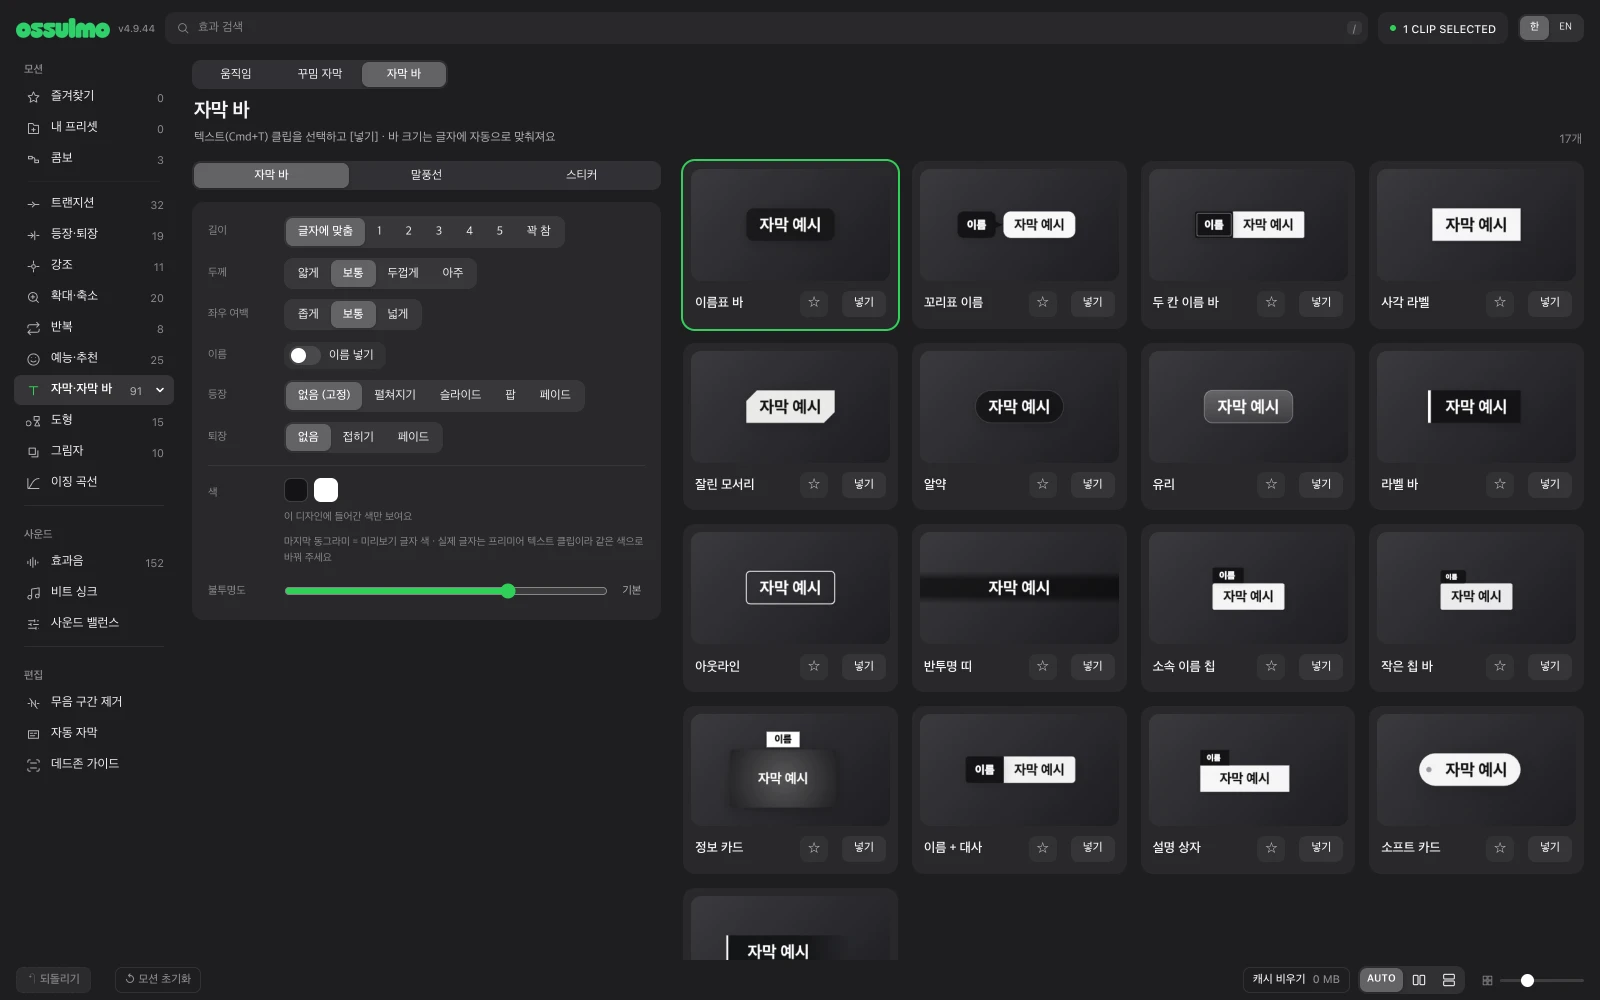 ossulmo v4.9.44
효과 검색
/
1 CLIP SELECTED
한 EN
모션
즐겨찾기 0
내 프리셋 0
콤보 3
트랜지션 32
등장·퇴장 19
강조 11
확대·축소 20
반복 8
예능·추천 25
자막·자막 바 91
도형 15
그림자 10
이징 곡선
사운드
효과음 152
비트 싱크
사운드 밸런스
편집
무음 구간 제거
자동 자막
데드존 가이드
되돌리기
모션 초기화
움직임 꾸밈 자막 자막 바
자막 바
텍스트(Cmd+T) 클립을 선택하고 [넣기] · 바 크기는 글자에 자동으로 맞춰져요
17개
자막 바 말풍선 스티커
길이 글자에 맞춤 1 2 3 4 5 꽉 참
두께 얇게 보통 두껍게 아주
좌우 여백 좁게 보통 넓게
이름 이름 넣기
등장 없음 (고정) 펼쳐지기 슬라이드 팝 페이드
퇴장 없음 접히기 페이드
색
이 디자인에 들어간 색만 보여요
마지막 동그라미 = 미리보기 글자 색 · 실제 글자는 프리미어 텍스트 클립이라 같은 색으로
바꿔 주세요
불투명도 기본
자막 예시
이름 자막 예시
이름 자막 예시
자막 예시
이름표 바 넣기
꼬리표 이름 넣기
두 칸 이름 바 넣기
사각 라벨 넣기
자막 예시
자막 예시
자막 예시
자막 예시
잘린 모서리 넣기
알약 넣기
유리 넣기
라벨 바 넣기
자막 예시
자막 예시
이름
자막 예시
이름
자막 예시
아웃라인 넣기
반투명 띠 넣기
소속 이름 칩 넣기
작은 칩 바 넣기
이름
자막 예시
이름 자막 예시
이름
자막 예시
자막 예시
정보 카드 넣기
이름 + 대사 넣기
설명 상자 넣기
소프트 카드 넣기
자막 예시
캐시 비우기 0 MB
AUTO